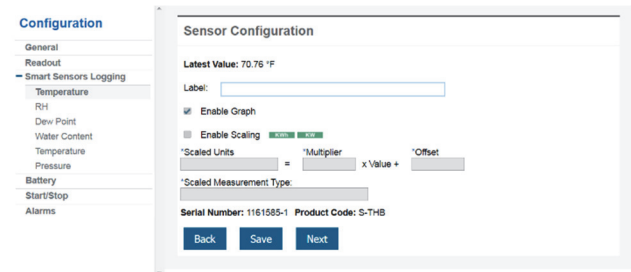 Configuration
General
Readout
Smart Sensors Logging
Temperature
RH
Dew Point
Water Content
Temperature
Pressure
Battery
Start/Stop
Alarms
Sensor Configuration
Latest Value: 70.76 °F
Label:
Enable Graph
Enable Scaling
*Scaled Units *Multiplier *Offset
= x Value +
*Scaled Measurement Type:
Serial Number: 1161585-1 Product Code: S-THB
Back Save Next